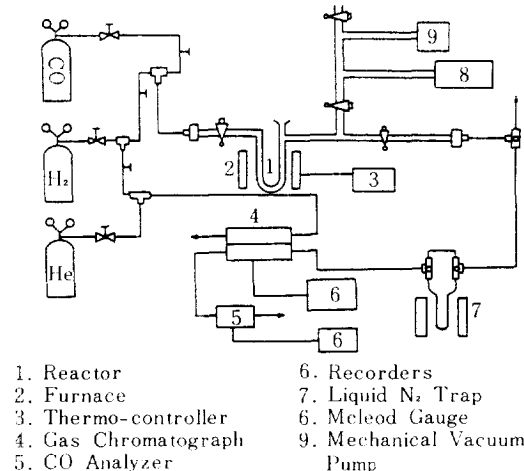 CO
9
8
H₂
2
1
3
He
4
6
5
6
7
1. Reactor
2. Furnace
3. Thermo-controller
4. Gas Chromatograph
5. CO Analyzer
6. Recorders
7. Liquid N₂ Trap
6. Mcleod Gauge
9. Mechanical Vacuum
Pump